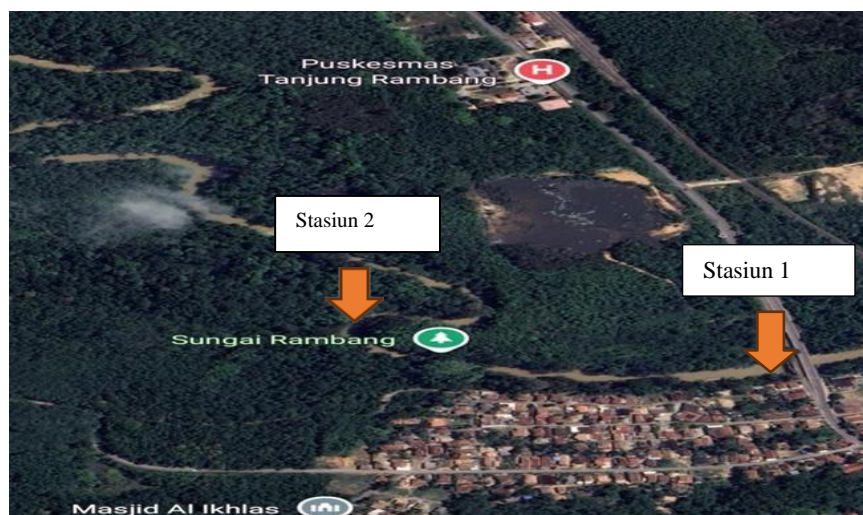 Puskesmas
Tanjung Rambang
H
Stasiun 2
Stasiun 1
Sungai Rambang
Masjid Al Ikhlas